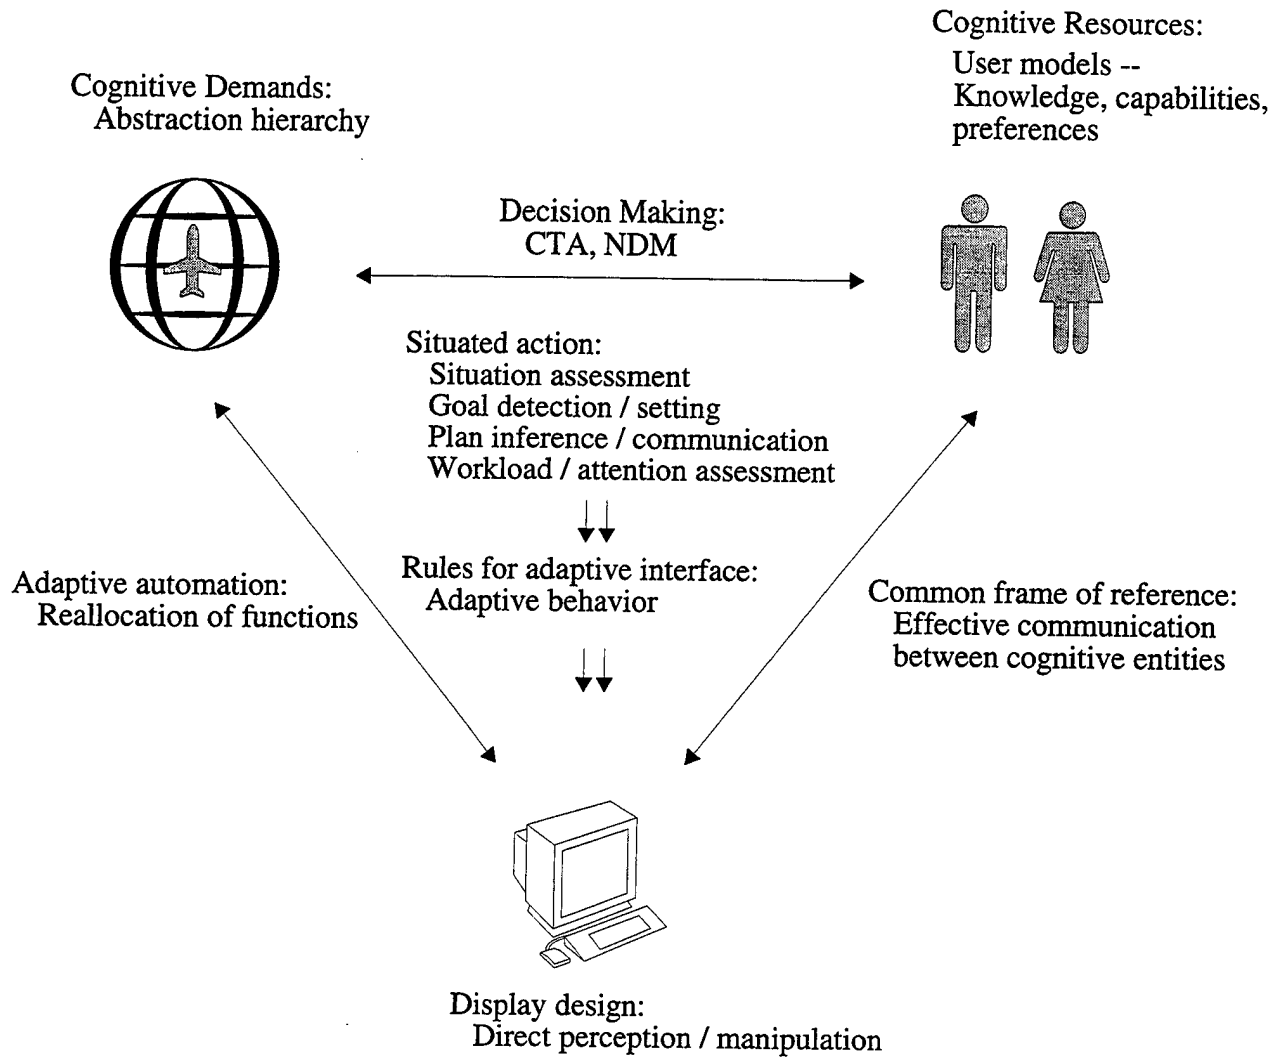 Cognitive Resources:
User models --
Knowledge, capabilities,
preferences
Cognitive Demands:
Abstraction hierarchy
Decision Making:
CTA, NDM
Situated action:
Situation assessment
Goal detection / setting
Plan inference / communication
Workload / attention assessment
Rules for adaptive interface:
Adaptive behavior
Adaptive automation:
Reallocation of functions
Common frame of reference:
Effective communication
between cognitive entities
Display design:
Direct perception / manipulation